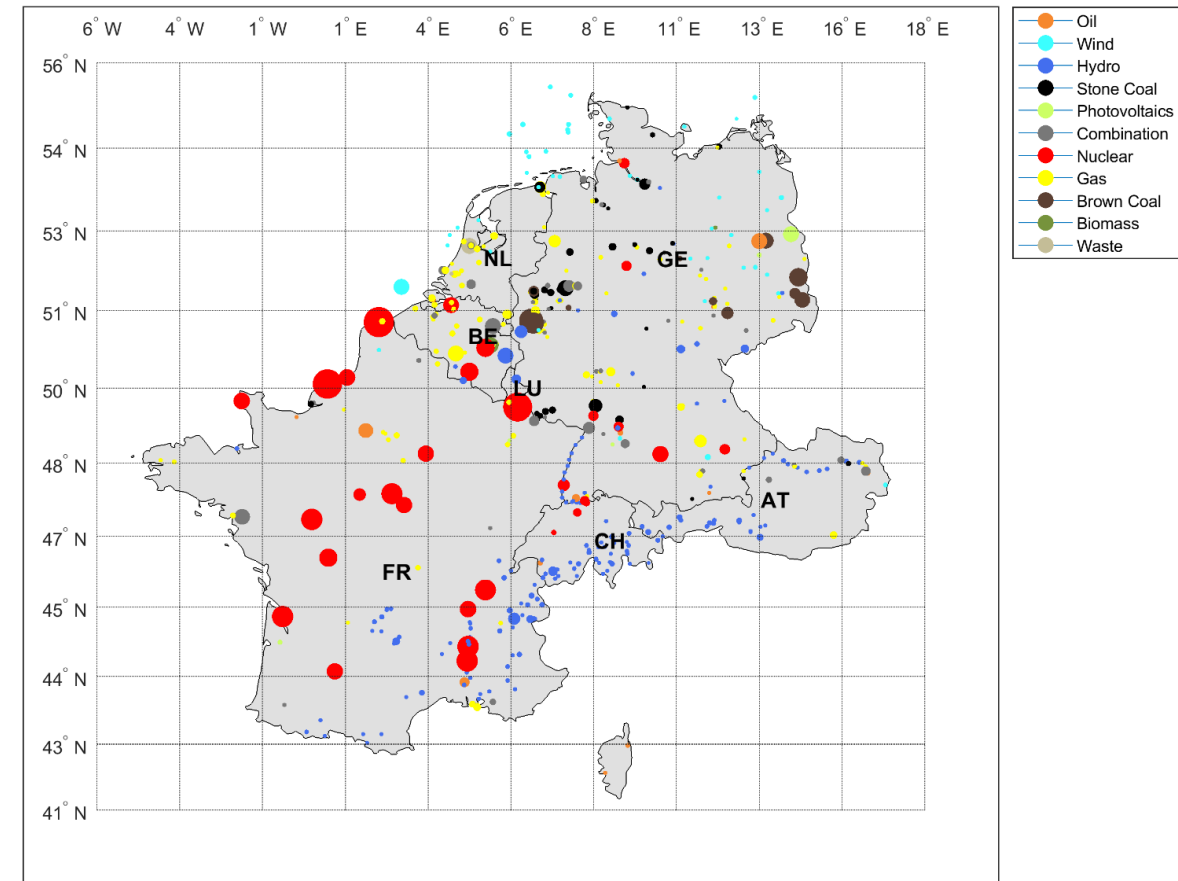 6° W 4° W 1° W 1° E 4° E 6° E 8° E 11° E 13° E 16° E 18° E
56° N
54° N
53° N
51° N
50° N
48° N
47° N
45° N
44° N
43° N
41° N
NL
GE
BE
LU
AT
CH
FR
Oil
Wind
Hydro
Stone Coal
Photovoltaics
Combination
Nuclear
Gas
Brown Coal
Biomass
Waste